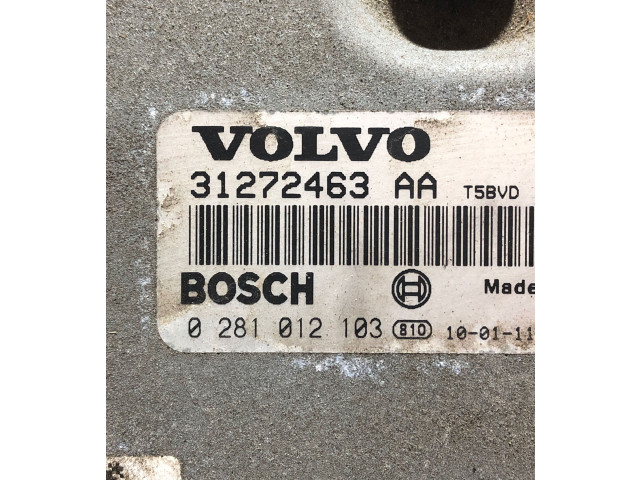 VOLVO
31272463 AA T5BVD
BOSCH Made
0 281 012 103 810 10-01-11